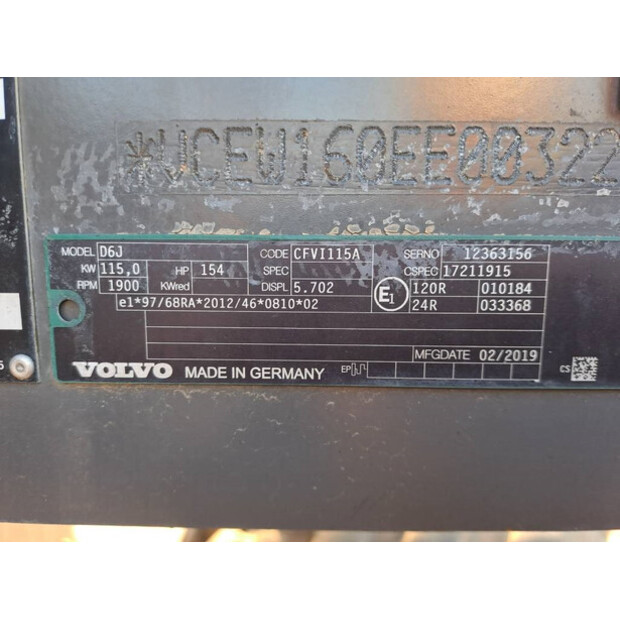 *VCEW160EE00322
MODEL D6J CODE CFVI115A SERNO 12363156
KW 115,0 HP 154 SPEC CSPEC 17211915
RPM 1900 KWred DISPL 5.702 E1 120R 010184
e1*97/68RA*2012/46*0810*02 24R 033368
MFGDATE 02/2019
VOLVO MADE IN GERMANY EP CS
5